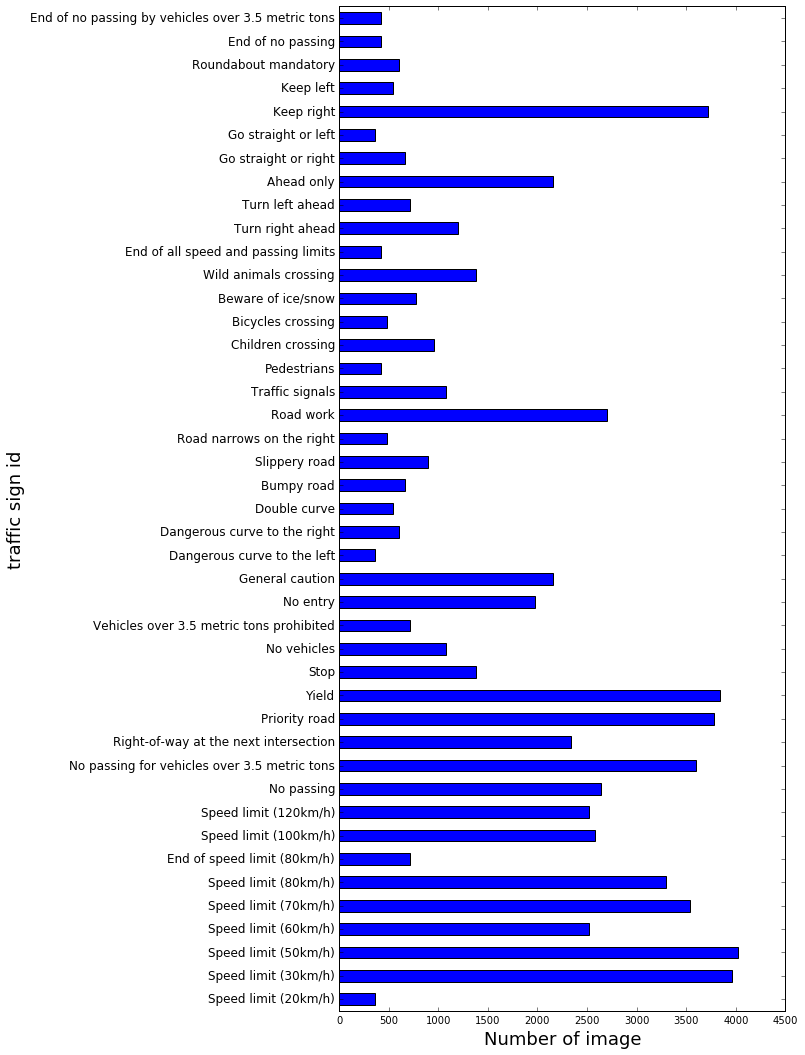 End of no passing by vehicles over 3.5 metric tons
End of no passing
Roundabout mandatory
Keep left
Keep right
Go straight or left
Go straight or right
Ahead only
Turn left ahead
Turn right ahead
End of all speed and passing limits
Wild animals crossing
Beware of ice/snow
Bicycles crossing
Children crossing
Pedestrians
Traffic signals
Road work
Road narrows on the right
Slippery road
Bumpy road
Double curve
Dangerous curve to the right
Dangerous curve to the left
General caution
No entry
Vehicles over 3.5 metric tons prohibited
No vehicles
Stop
Yield
Priority road
Right-of-way at the next intersection
No passing for vehicles over 3.5 metric tons
No passing
Speed limit (120km/h)
Speed limit (100km/h)
End of speed limit (80km/h)
Speed limit (80km/h)
Speed limit (70km/h)
Speed limit (60km/h)
Speed limit (50km/h)
Speed limit (30km/h)
Speed limit (20km/h)
traffic sign id
0 500 1000 1500 2000 2500 3000 3500 4000 4500
Number of image